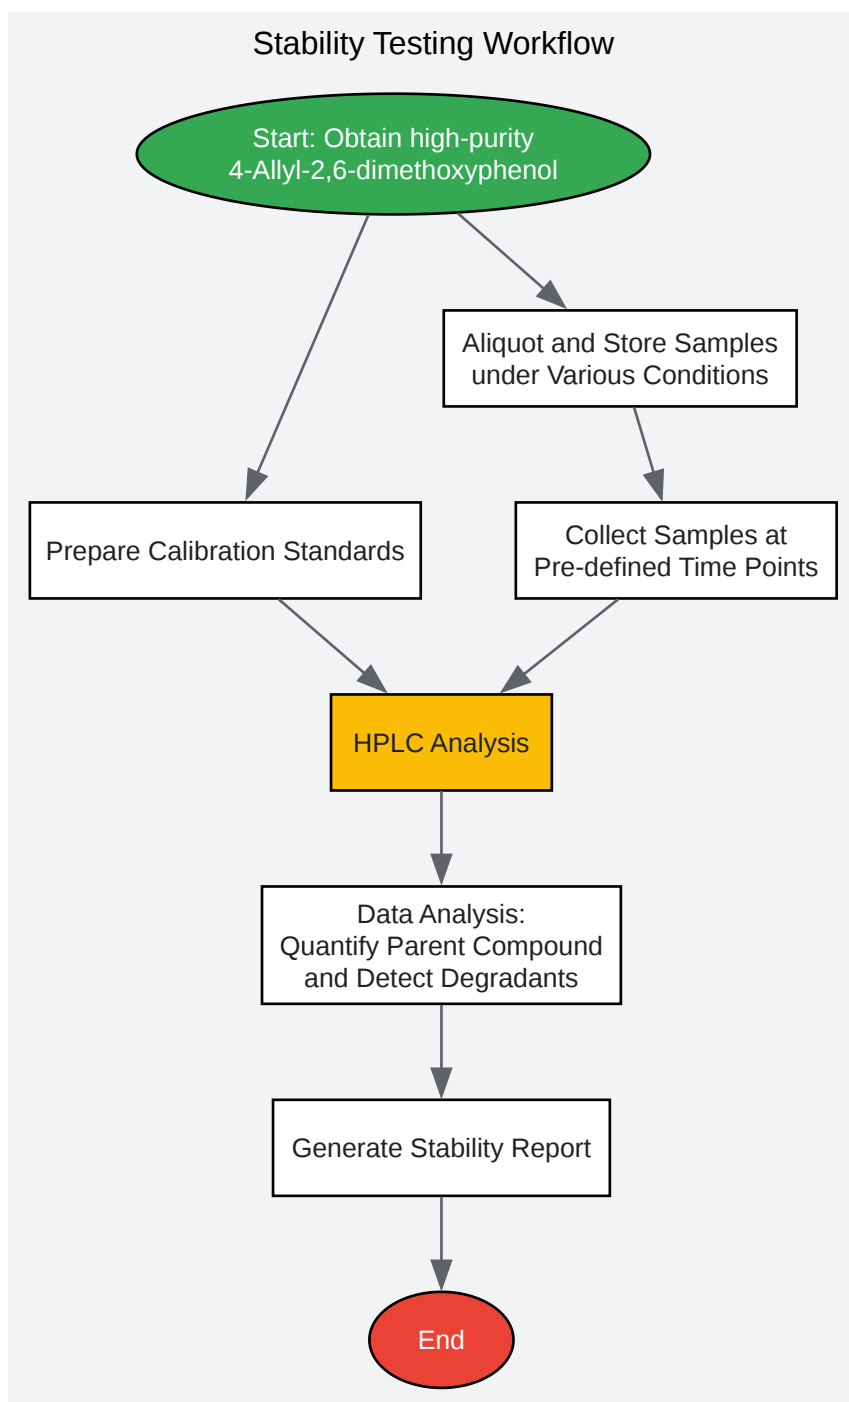 Stability Testing Workflow
Start: Obtain high-purity
4-Allyl-2,6-dimethoxyphenol
Aliquot and Store Samples
under Various Conditions
Prepare Calibration Standards
Collect Samples at
Pre-defined Time Points
HPLC Analysis
Data Analysis:
Quantify Parent Compound
and Detect Degradants
Generate Stability Report
End